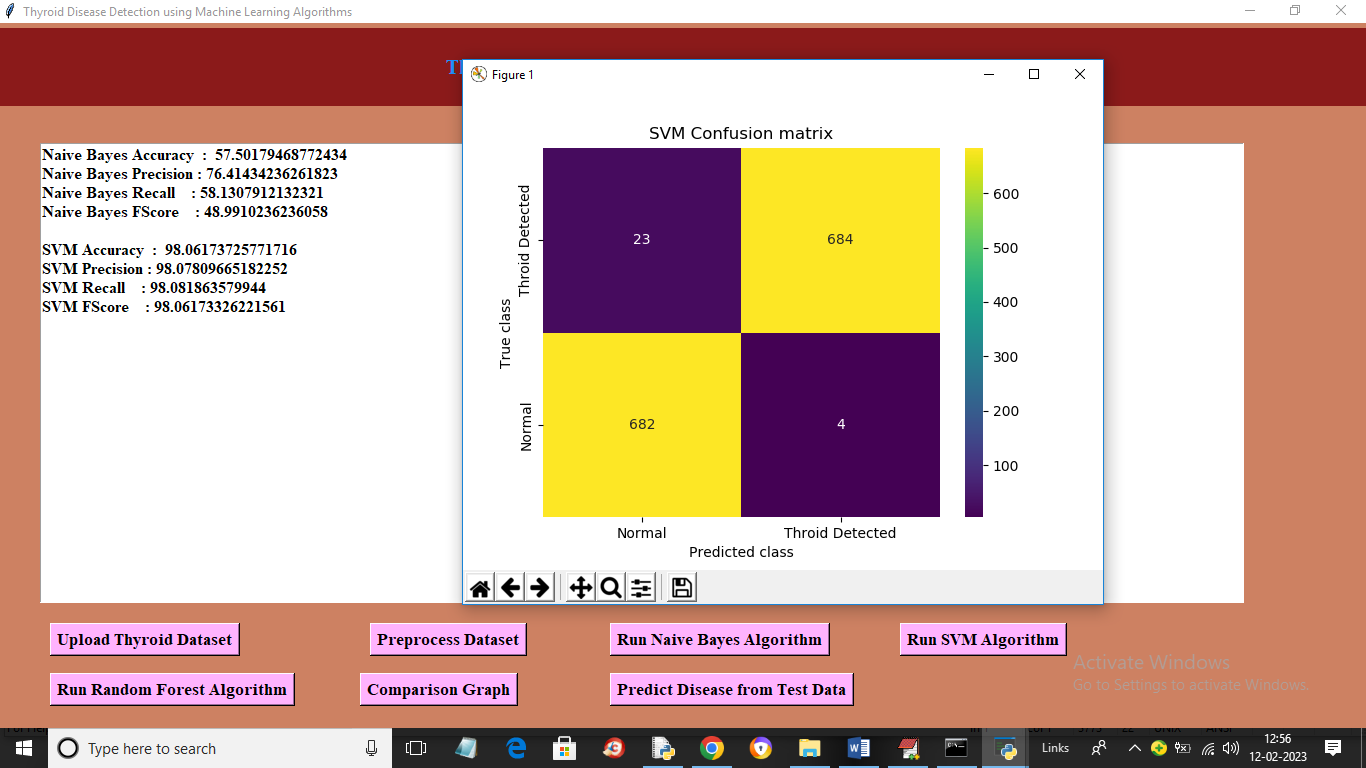 Thyroid Disease Detection using Machine Learning Algorithms
Figure 1
Naive Bayes Accuracy : 57.50179468772434
Naive Bayes Precision : 76.41434236261823
Naive Bayes Recall : 58.1307912132321
Naive Bayes FScore : 48.9910236236058
SVM Accuracy : 98.06173725771716
SVM Precision : 98.07809665182252
SVM Recall : 98.081863579944
SVM FScore : 98.06173326221561
SVM Confusion matrix
True class
Throid Detected
Normal
23
684
682
4
600
500
400
300
200
100
Normal
Throid Detected
Predicted class
Upload Thyroid Dataset
Preprocess Dataset
Run Naive Bayes Algorithm
Run SVM Algorithm
Run Random Forest Algorithm
Comparison Graph
Predict Disease from Test Data
Activate Windows
Go to Settings to activate Windows.
Type here to search
Links
12:56
12-02-2023